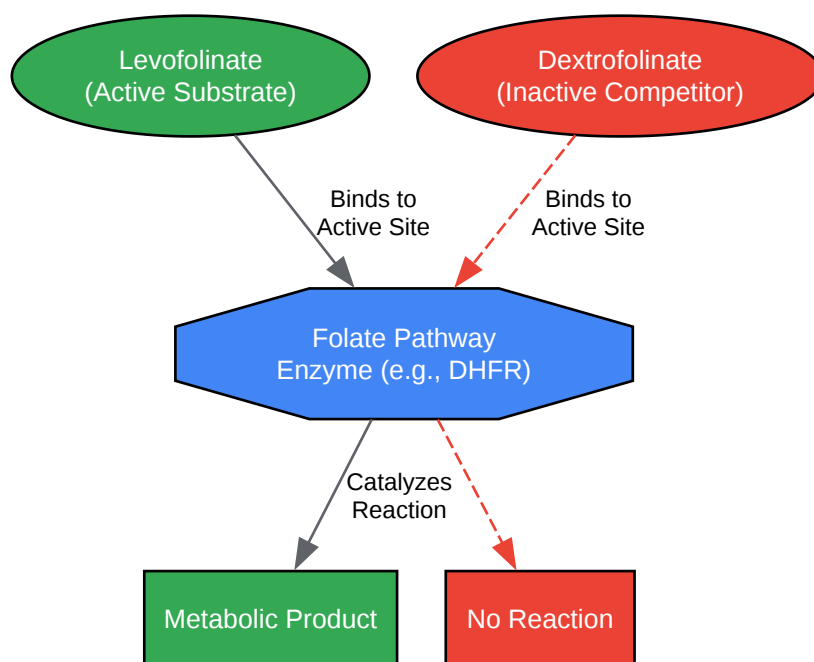 Levofolinate
(Active Substrate)
Dextrofolinate
(Inactive Competitor)
Binds to
Active Site
Binds to
Active Site
Folate Pathway
Enzyme (e.g., DHFR)
Catalyzes
Reaction
Metabolic Product
No Reaction